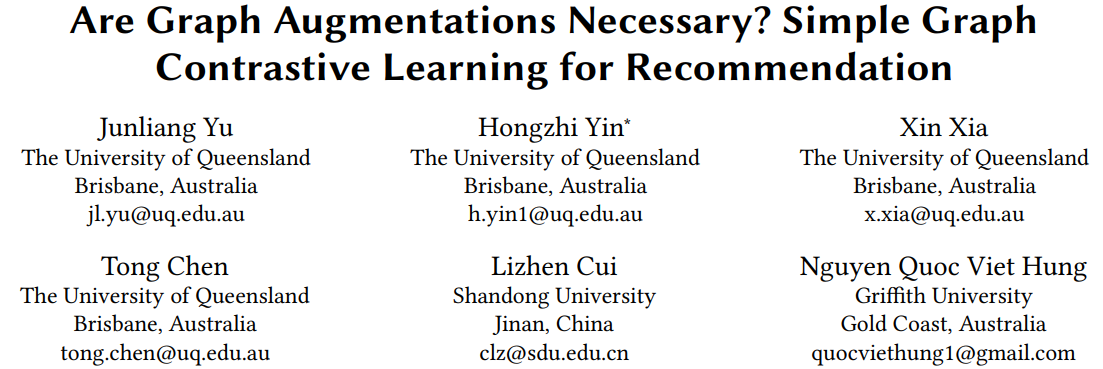 Are Graph Augmentations Necessary? Simple Graph
Contrastive Learning for Recommendation
Junliang Yu
The University of Queensland
Brisbane, Australia
jl.yu@uq.edu.au
Hongzhi Yin*
The University of Queensland
Brisbane, Australia
h.yin1@uq.edu.au
Xin Xia
The University of Queensland
Brisbane, Australia
x.xia@uq.edu.au
Tong Chen
The University of Queensland
Brisbane, Australia
tong.chen@uq.edu.au
Lizhen Cui
Shandong University
Jinan, China
clz@sdu.edu.cn
Nguyen Quoc Viet Hung
Griffith University
Gold Coast, Australia
quocviethung1@gmail.com